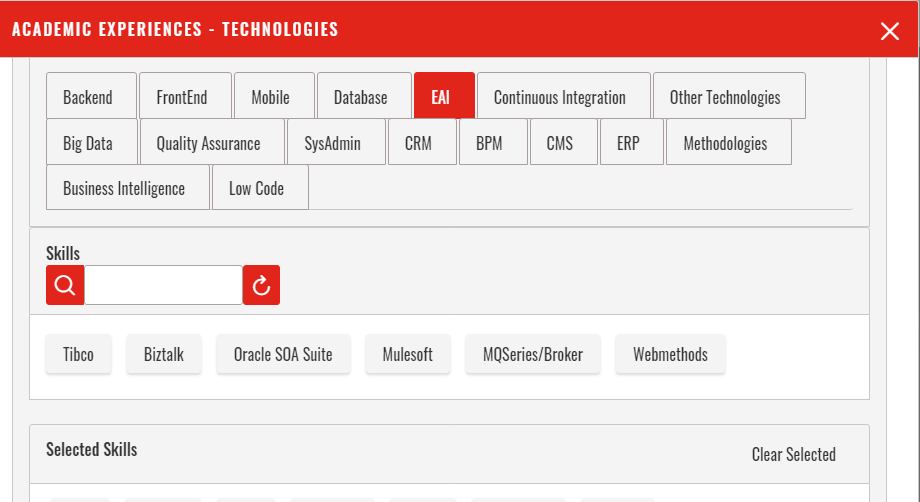 ACADEMIC EXPERIENCES - TECHNOLOGIES
Backend FrontEnd Mobile Database EAI Continuous Integration Other Technologies
Big Data Quality Assurance SysAdmin CRM BPM CMS ERP Methodologies
Business Intelligence Low Code
Skills
Tibco Biztalk Oracle SOA Suite Mulesoft MQSeries/Broker Webmethods
Selected Skills Clear Selected